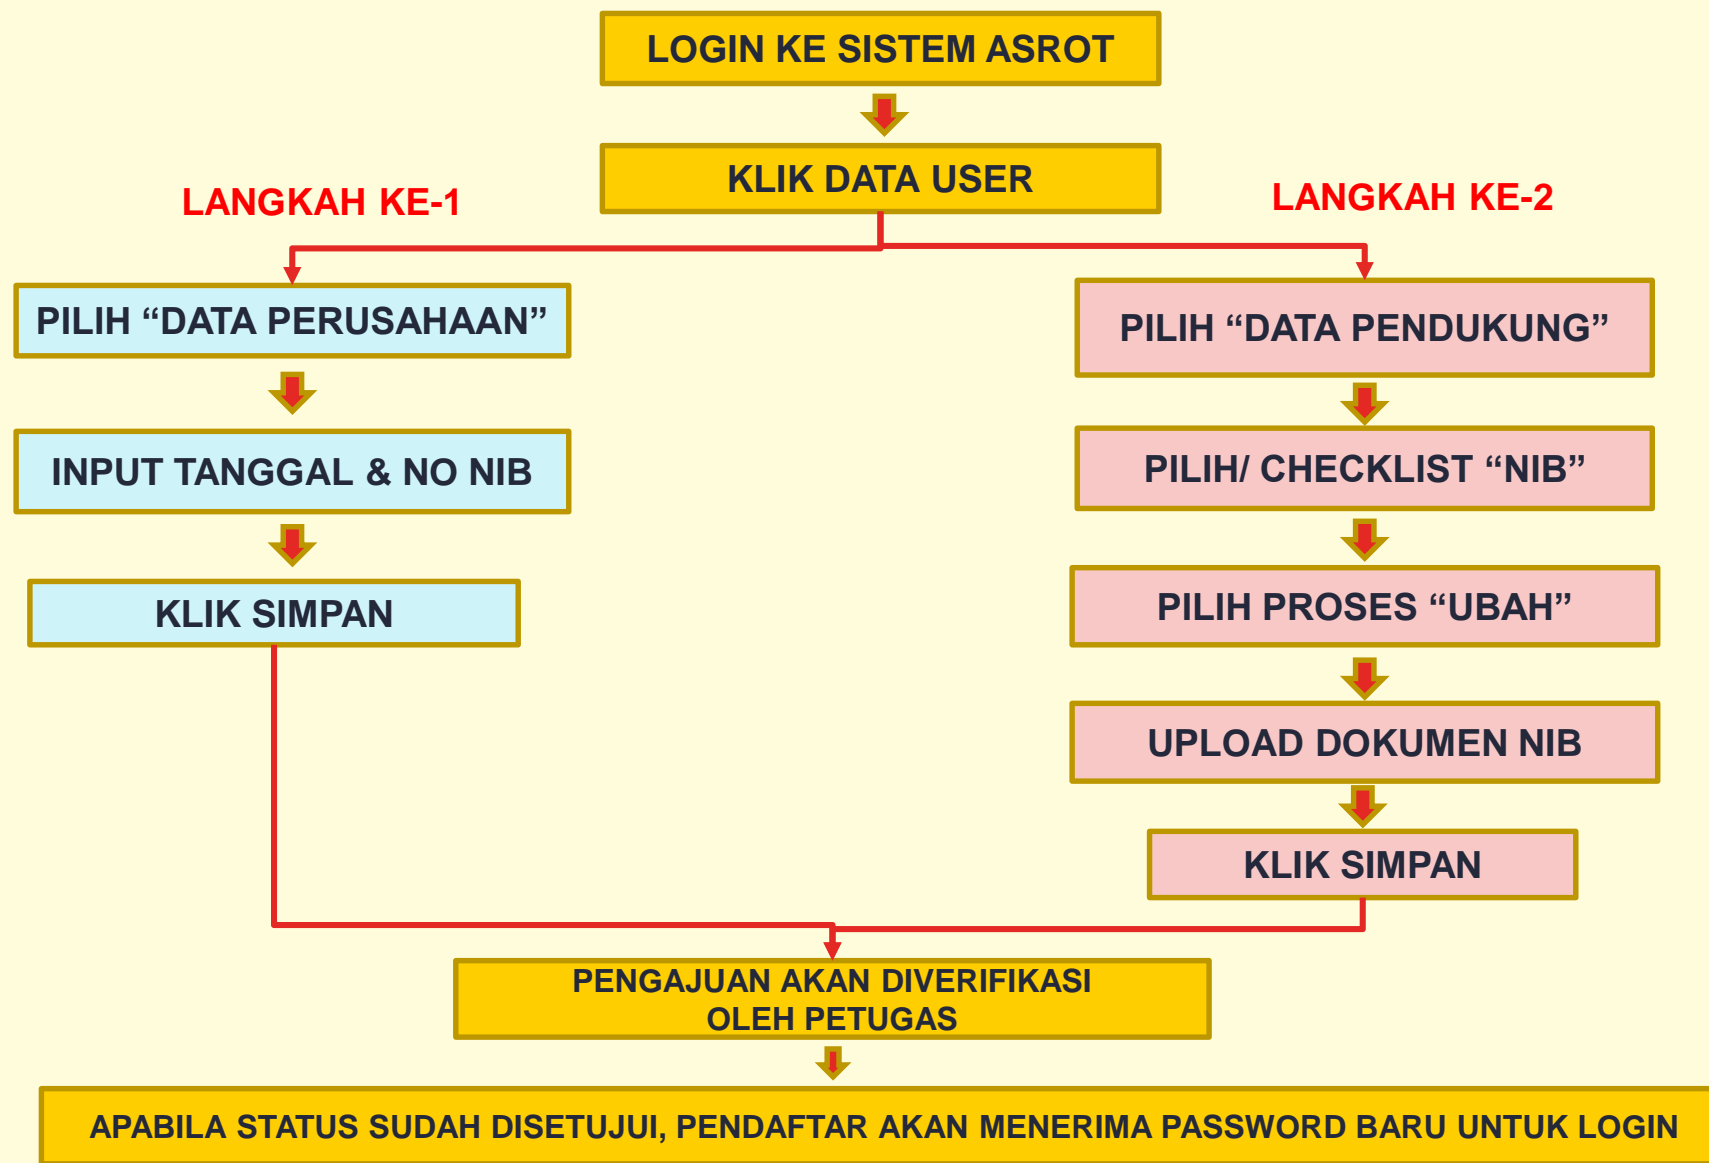 LOGIN KE SISTEM ASROT
KLIK DATA USER
LANGKAH KE-1
PILIH “DATA PERUSAHAAN”
INPUT TANGGAL & NO NIB
KLIK SIMPAN
LANGKAH KE-2
PILIH “DATA PENDUKUNG”
PILIH/ CHECKLIST “NIB”
PILIH PROSES “UBAH”
UPLOAD DOKUMEN NIB
KLIK SIMPAN
PENGAJUAN AKAN DIVERIFIKASI
OLEH PETUGAS
APABILA STATUS SUDAH DISETUJUI, PENDAFTAR AKAN MENERIMA PASSWORD BARU UNTUK LOGIN